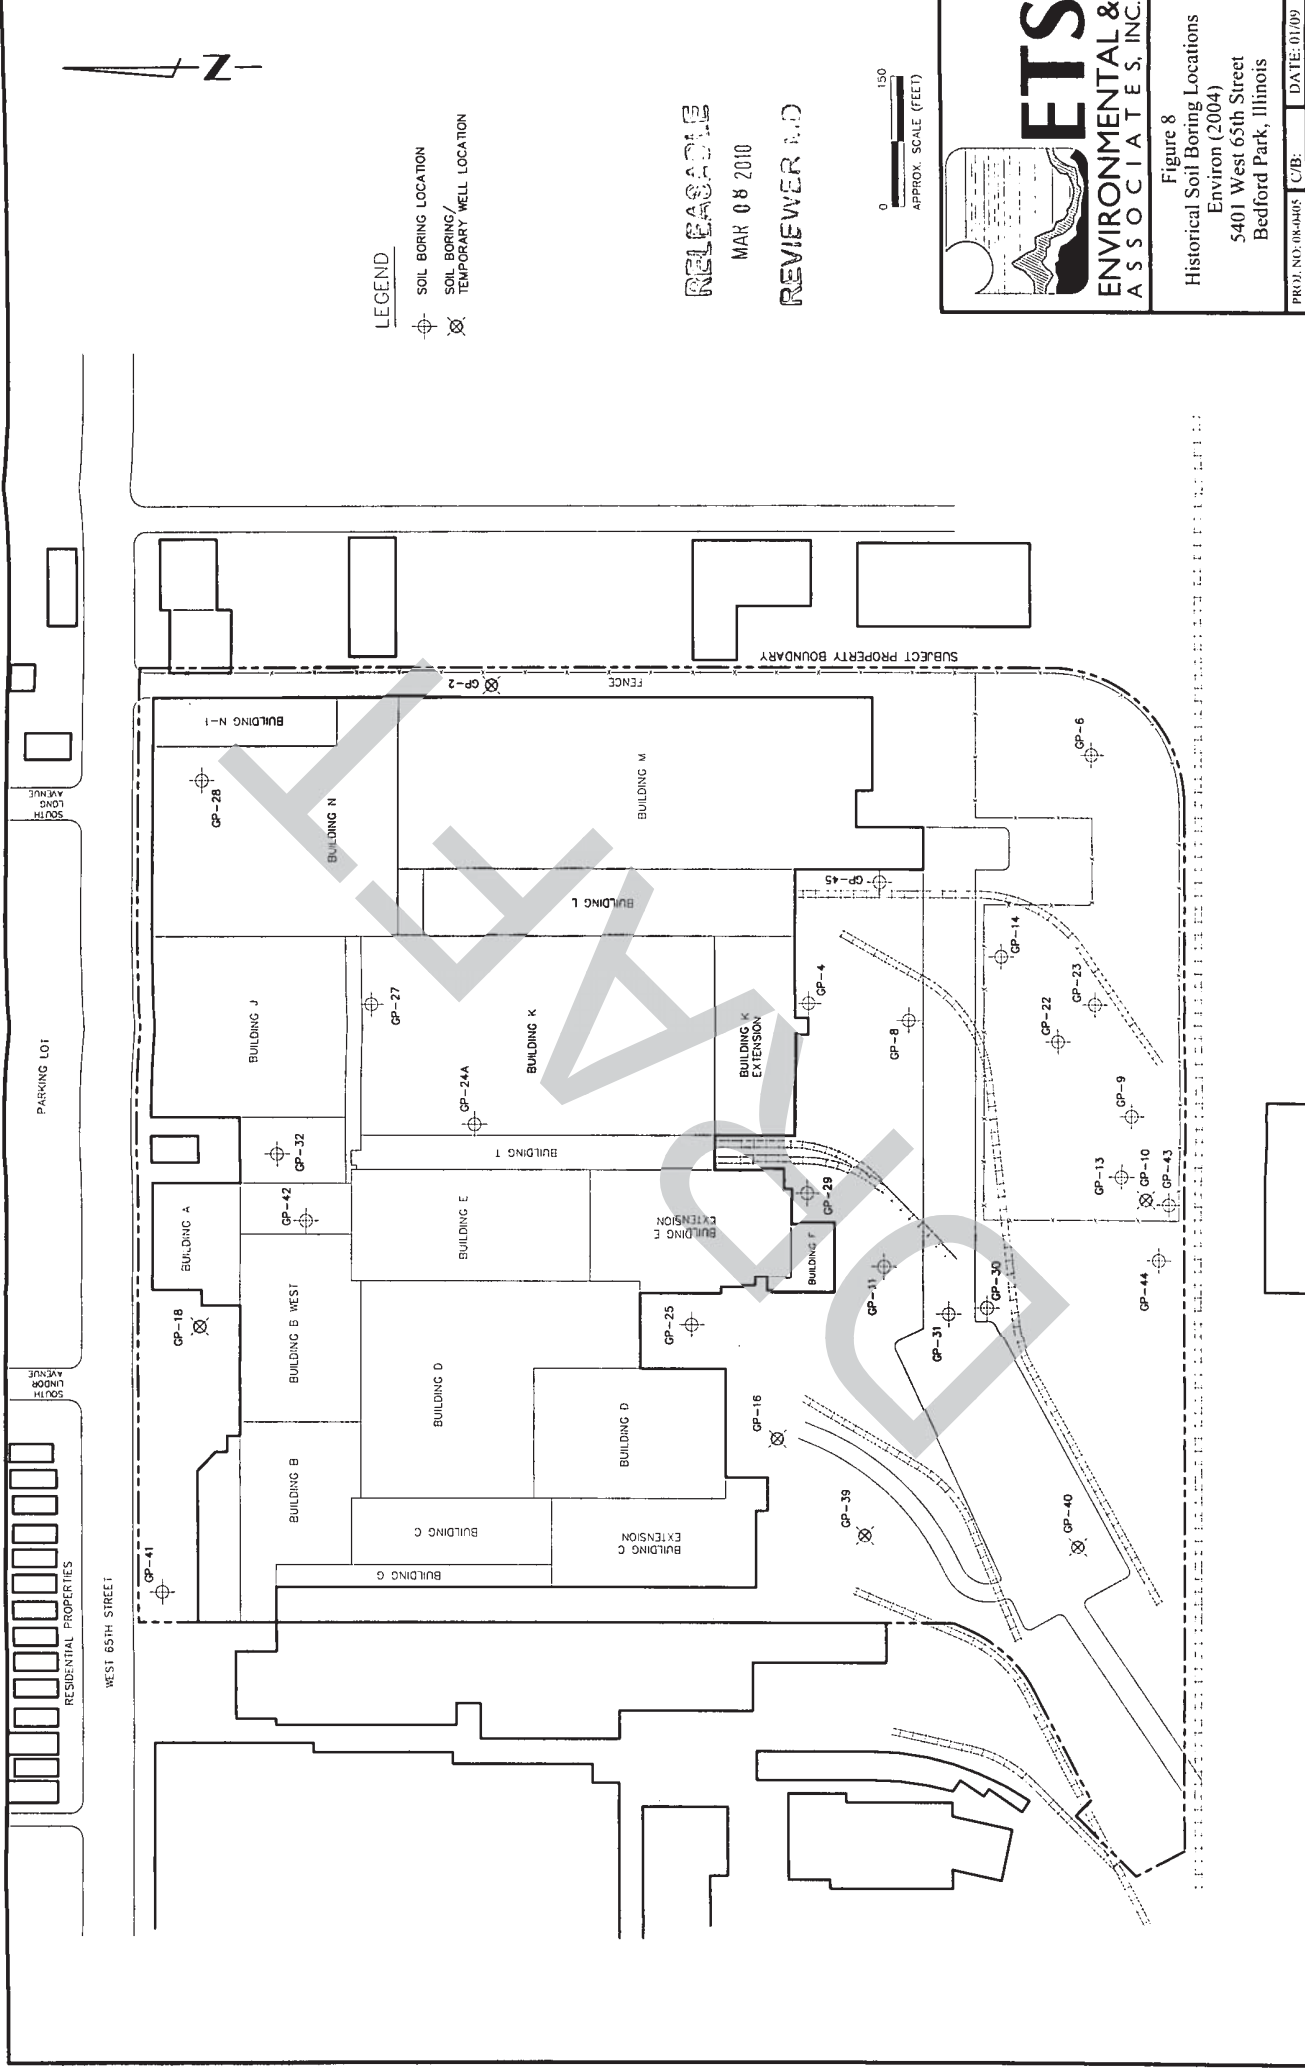 PARKING LOT
RESIDENTIAL PROPERTIES
SOUTH
LINDOR
AVENUE
SOUTH
LONG
AVENUE
WEST 65TH STREET
N
GP-41
GP-18
BUILDING A
GP-28
BUILDING N-1
BUILDING B
BUILDING B WEST
GP-42
GP-32
BUILDING J
BUILDING N
GP-27
BUILDING G
BUILDING C
BUILDING D
BUILDING E
BUILDING T
GP-24A
BUILDING K
BUILDING L
BUILDING M
GP-2
FENCE
SUBJECT PROPERTY BOUNDARY
BUILDING C
EXTENSION
BUILDING D
GP-25
BUILDING E
EXTENSION
BUILDING K
EXTENSION
BUILDING F
GP-29
GP-4
GP-45
GP-16
GP-39
GP-11
GP-8
GP-31
GP-30
GP-14
GP-40
GP-22
GP-23
GP-6
GP-13
GP-9
GP-10
GP-43
GP-44
DRAFT
LEGEND
SOIL BORING LOCATION
SOIL BORING/
TEMPORARY WELL LOCATION
RELEASABLE
MAR 08 2010
REVIEWER
0 150
APPROX. SCALE (FEET)
ETS
ENVIRONMENTAL &
ASSOCIATES, INC.
Figure 8
Historical Soil Boring Locations
Environ (2004)
5401 West 65th Street
Bedford Park, Illinois
PROJ. NO: 08-0405 C/B: DATE: 01/09